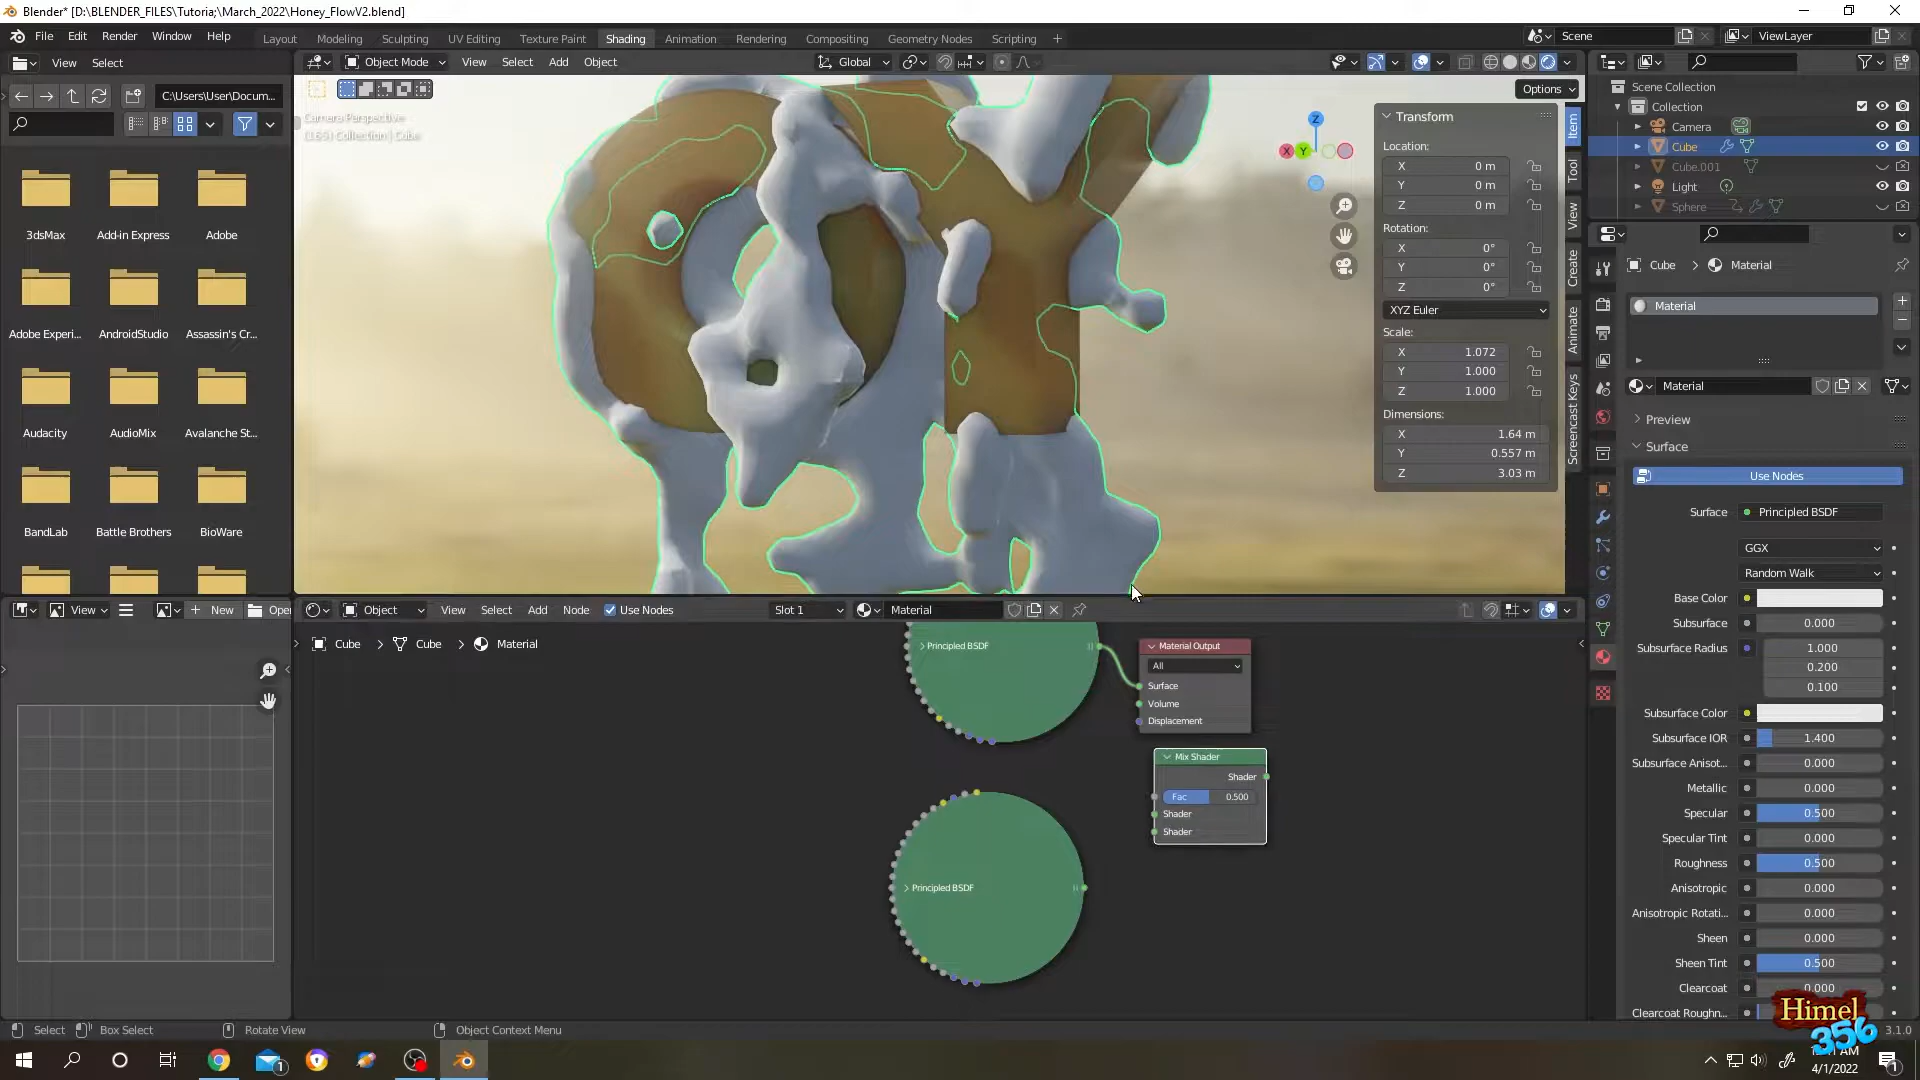 Blender* [D:\BLENDER_FILES\Tutoria;\March_2022\Honey_FlowV2.blend]
File Edit Render Window Help
Layout Modeling Sculpting UV Editing Texture Paint Shading Animation Rendering Compositing Geometry Nodes Scripting +
Scene
ViewLayer
View Select
Object Mode View Select Add Object
Global
C:\Users\User\Docum...
Options
Camera Perspective
(165) Collection | Cube
3dsMax Add-in Express Adobe
Adobe Experi... AndroidStudio Assassin's Cr...
Audacity AudioMix Avalanche St...
BandLab Battle Brothers BioWare
Z
X Y
Transform
Location:
X 0 m
Y 0 m
Z 0 m
Rotation:
X 0°
Y 0°
Z 0°
XYZ Euler
Scale:
X 1.072
Y 1.000
Z 1.000
Dimensions:
X 1.64 m
Y 0.557 m
Z 3.03 m
Item
Tool
View
Create
Animate
Screencast Keys
Scene Collection
Collection
Camera
Cube
Cube.001
Light
Sphere
Cube > Material
Material
Material
Preview
Surface
Use Nodes
Surface Principled BSDF
GGX
Random Walk
Base Color
Subsurface 0.000
Subsurface Radius 1.000
0.200
0.100
Subsurface Color
Subsurface IOR 1.400
Subsurface Anisot... 0.000
Metallic 0.000
Specular 0.500
Specular Tint 0.000
Roughness 0.500
Anisotropic 0.000
Anisotropic Rotati... 0.000
Sheen 0.000
Sheen Tint 0.500
Clearcoat 0.000
Clearcoat Roughn...
View
New
Open
Object View Select Add Node Use Nodes Slot 1 Material
Cube > Cube > Material
Principled BSDF
Material Output
All
Surface
Volume
Displacement
Mix Shader
Shader
Fac 0.500
Shader
Shader
Principled BSDF
Select Box Select Rotate View Object Context Menu
Himel
356
3.1.0
AM
4/1/2022